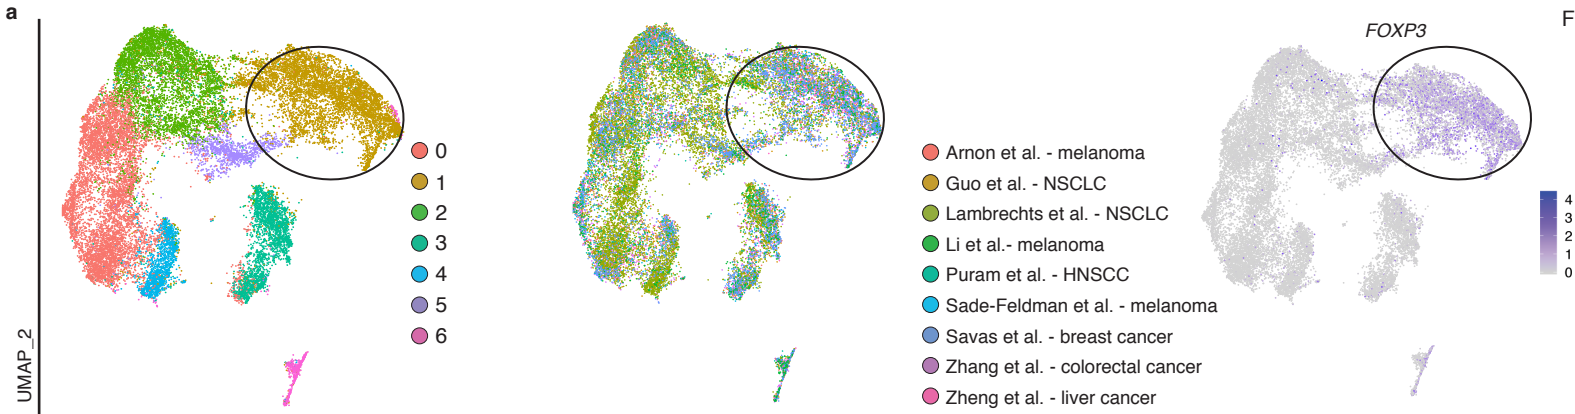 a
UMAP_2
0
1
2
3
4
5
6
Arnon et al. - melanoma
Guo et al. - NSCLC
Lambrechts et al. - NSCLC
Li et al.- melanoma
Puram et al. - HNSCC
Sade-Feldman et al. - melanoma
Savas et al. - breast cancer
Zhang et al. - colorectal cancer
Zheng et al. - liver cancer
FOXP3
4
3
2
1
0
F